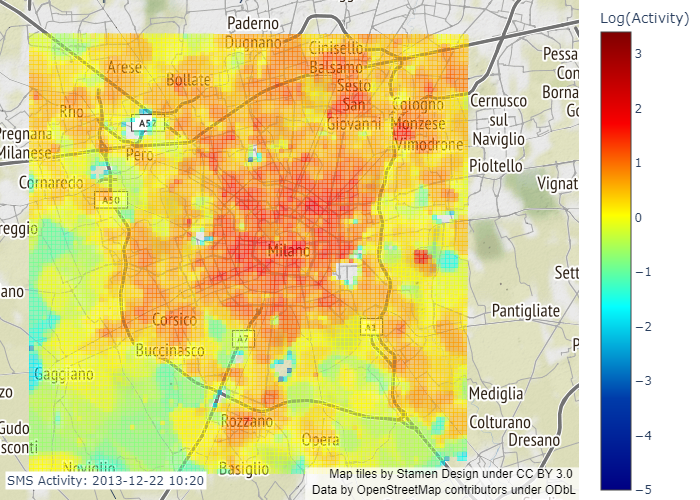 Log(Activity)
Paderno
Dugnano
Cinisello
Balsamo
Arese
Bollate
Sesto
San
Giovanni
Pessa
Con
Borna
Go
Rho
A52
Cologno
Monzese
Cernusco
sul
Naviglio
Vimodrone
Pregnana
Milanese
Pero
Pioltello
Cornaredo
Vignat
A50
reggio
Milano
Sett
ano
Pantigliate
Corsico
A7
A1
Buccinasco
P
Gaggiano
zo
Mediglia
Rozzano
Colturano
Gudo
sconti
Opera
Dresano
Noviglio
Basiglio
3
2
1
0
−1
−2
−3
−4
−5
SMS Activity: 2013-12-22 10:20
Map tiles by Stamen Design under CC BY 3.0
Data by OpenStreetMap contributors under ODbL